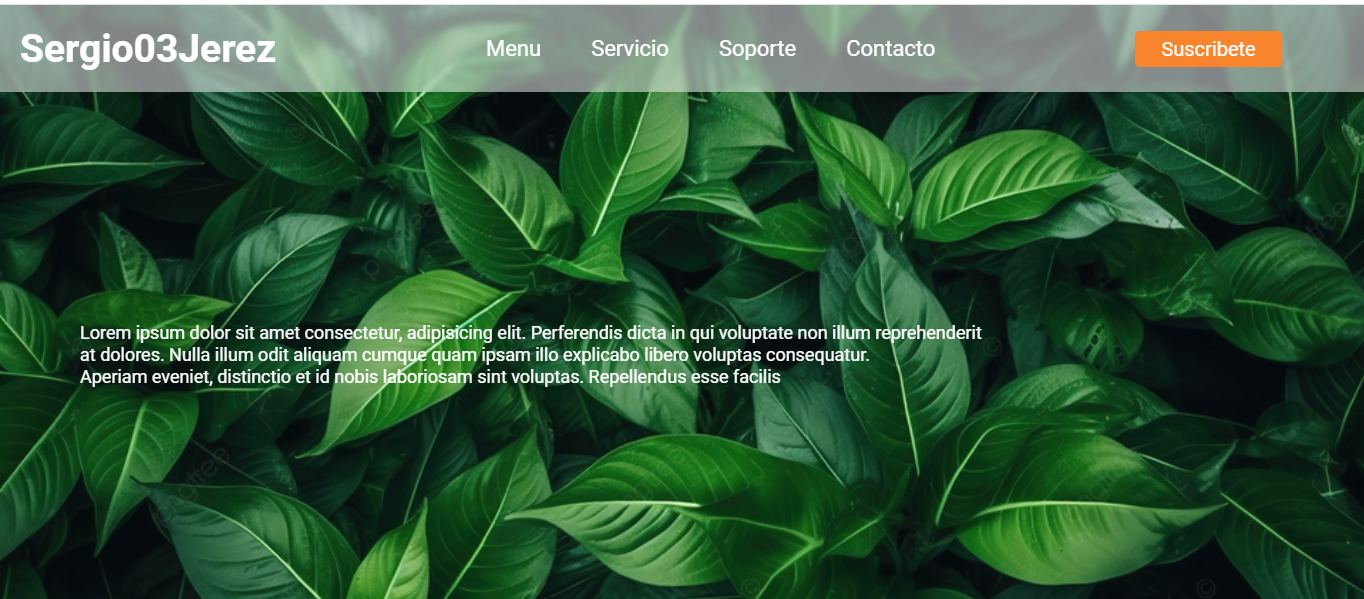 Sergio03Jerez
Menu Servicio Soporte Contacto
Suscribete
Lorem ipsum dolor sit amet consectetur, adipisicing elit. Perferendis dicta in qui voluptate non illum reprehenderit
at dolores. Nulla illum odit aliquam cumque quam ipsam illo explicabo libero voluptas consequatur.
Aperiam eveniet, distinctio et id nobis laboriosam sint voluptas. Repellendus esse facilis